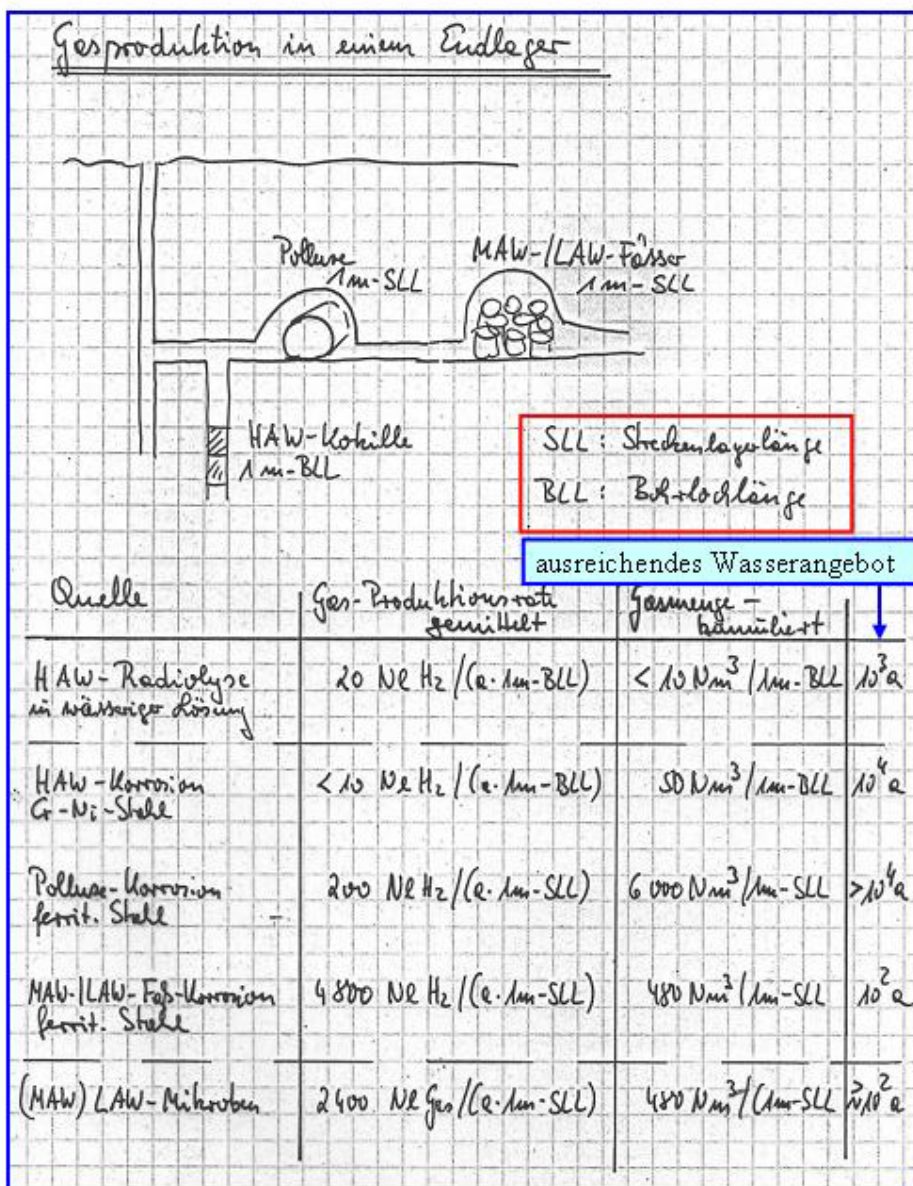 Gasproduktion in einem Endlager
Polluxe
1m-SLL
MAW-/LAW-Fässer
1m-SLL
HAW-Kokille
1m-BLL
SLL : Streckenlagerlänge
BLL : Bohrlochlänge
ausreichendes Wasserangebot
Quelle
Gas-Produktionsrate
gemittelt
Gasmenge –
kumuliert
HAW-Radiolyse
in wässeriger Lösung
20 Nl H₂/(a·1m-BLL)
< 10 Nm³/1m-BLL
10³a
HAW-Korrosion
Cr-Ni-Stahl
<10 Nl H₂/(a·1m-BLL)
50 Nm³/1m-BLL
10⁴a
Polluxe-Korrosion
ferrit. Stahl
200 Nl H₂/(a·1m-SLL)
6 000 Nm³/1m-SLL
>10⁴a
MAW-/LAW-Faß-Korrosion
ferrit. Stahl
4 800 Nl H₂/(a·1m-SLL)
480 Nm³/1m-SLL
10²a
(MAW) LAW-Mikroben
2400 Nl Gas/(a·1m-SLL)
480 Nm³/(1m-SLL
≥10²a